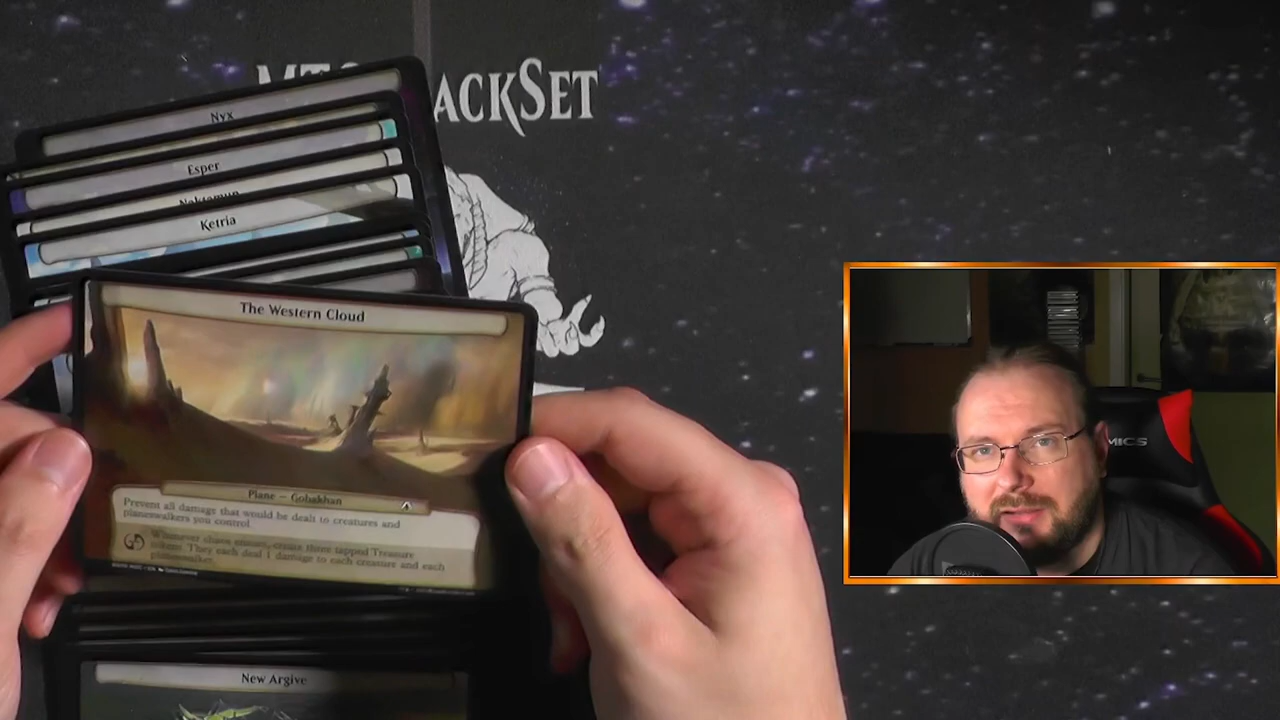 ACKSET
Nyx
Esper
Ketria
The Western Cloud
Plane — Gobakhan
Prevent all damage that would be dealt to creatures and
planeswalkers you control.
Whenever chaos ensues, create three tapped Treasure
tokens. They each deal 1 damage to each creature and each
planeswalker.
New Argive
MICS